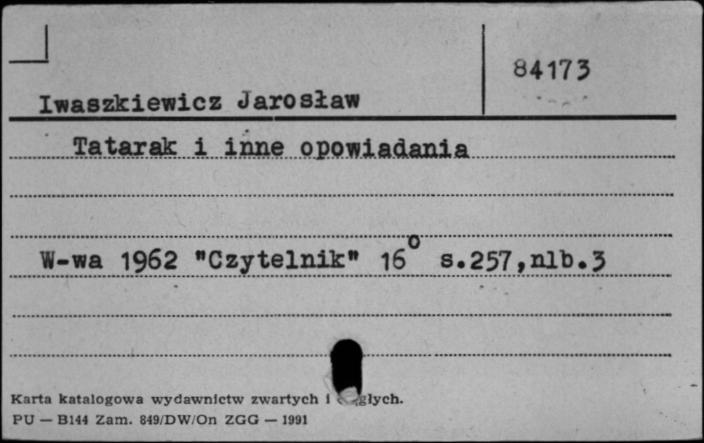 84173
Iwaszkiewicz Jarosław
Tatarak i inne opowiadania
W-wa 1962 "Czytelnik" 16° s.257,nlb.3
Karta katalogowa wydawnictw zwartych i
PU — B144 Zam. 849/DW/On ZGG — 1991